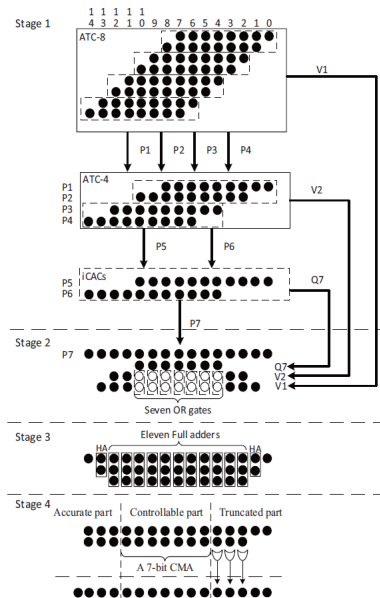 Stage 1
1 1 1 1 1
4 3 2 1 0 9 8 7 6 5 4 3 2 1 0
ATC-8
V1
P1 P2 P3 P4
ATC-4
P1
P2
P3
P4
V2
P5 P6
iCACs
P5
P6
Q7
P7
Stage 2
P7
Q7
V2
V1
Seven OR gates
Stage 3
Eleven Full adders
HA HA
Stage 4
Accurate part Controllable part Truncated part
A 7-bit CMA